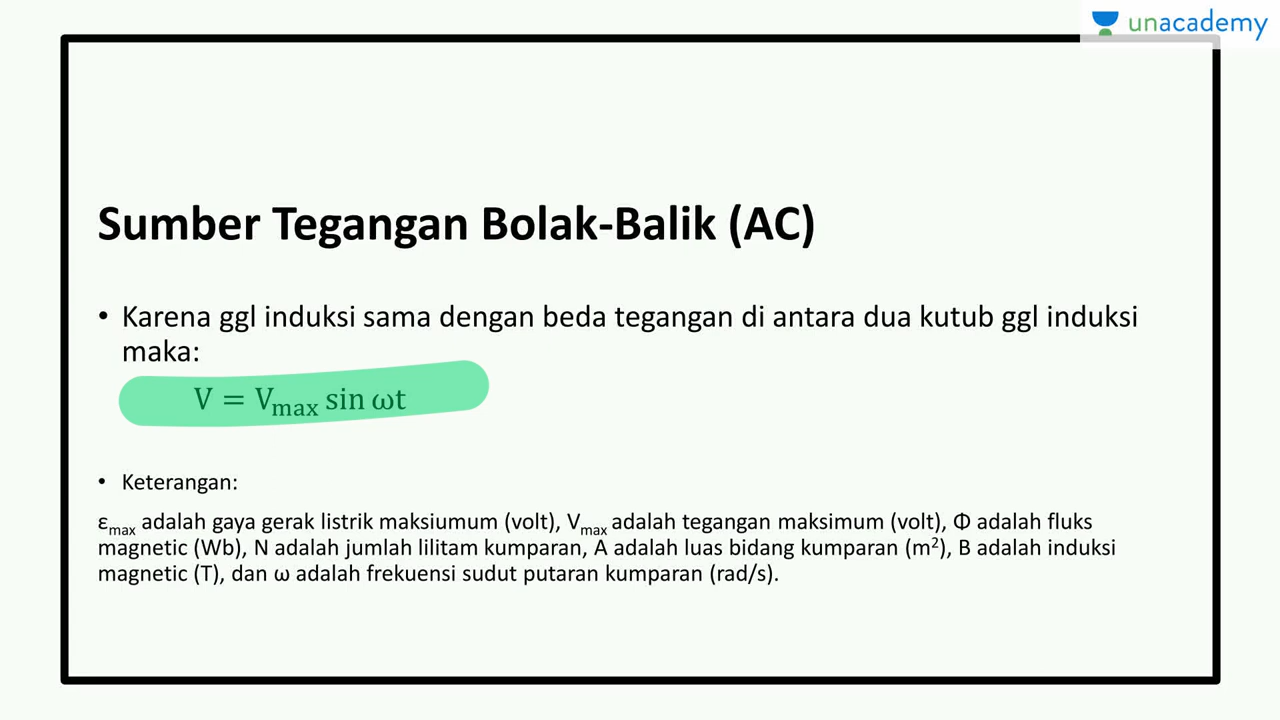 unacademy
Sumber Tegangan Bolak-Balik (AC)
• Karena ggl induksi sama dengan beda tegangan di antara dua kutub ggl induksi
maka:
V = Vmax sin ωt
• Keterangan:
εmax adalah gaya gerak listrik maksiumum (volt), Vmax adalah tegangan maksimum (volt), Φ adalah fluks
magnetic (Wb), N adalah jumlah lilitam kumparan, A adalah luas bidang kumparan (m²), B adalah induksi
magnetic (T), dan ω adalah frekuensi sudut putaran kumparan (rad/s).